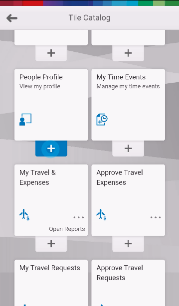 Tile Catalog
+ +
People Profile My Time Events
View my profile Manage my time events
+ +
My Travel & Approve Travel
Expenses Expenses
... ...
Open Reports
+ +
My Travel Requests Approve Travel
Requests